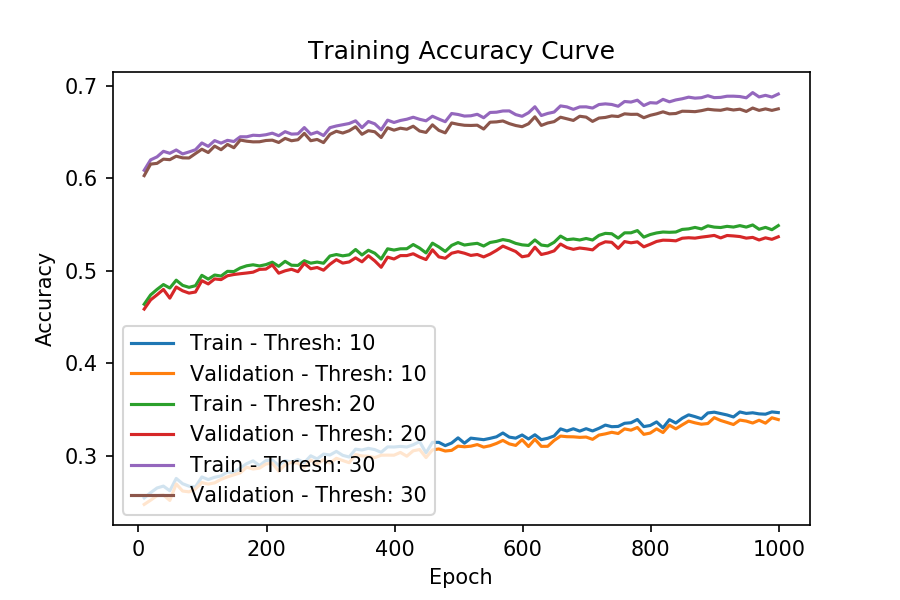 Training Accuracy Curve
0.7
0.6
0.5
0.4
0.3
Accuracy
Train - Thresh: 10
Validation - Thresh: 10
Train - Thresh: 20
Validation - Thresh: 20
Train - Thresh: 30
Validation - Thresh: 30
0 200 400 600 800 1000
Epoch